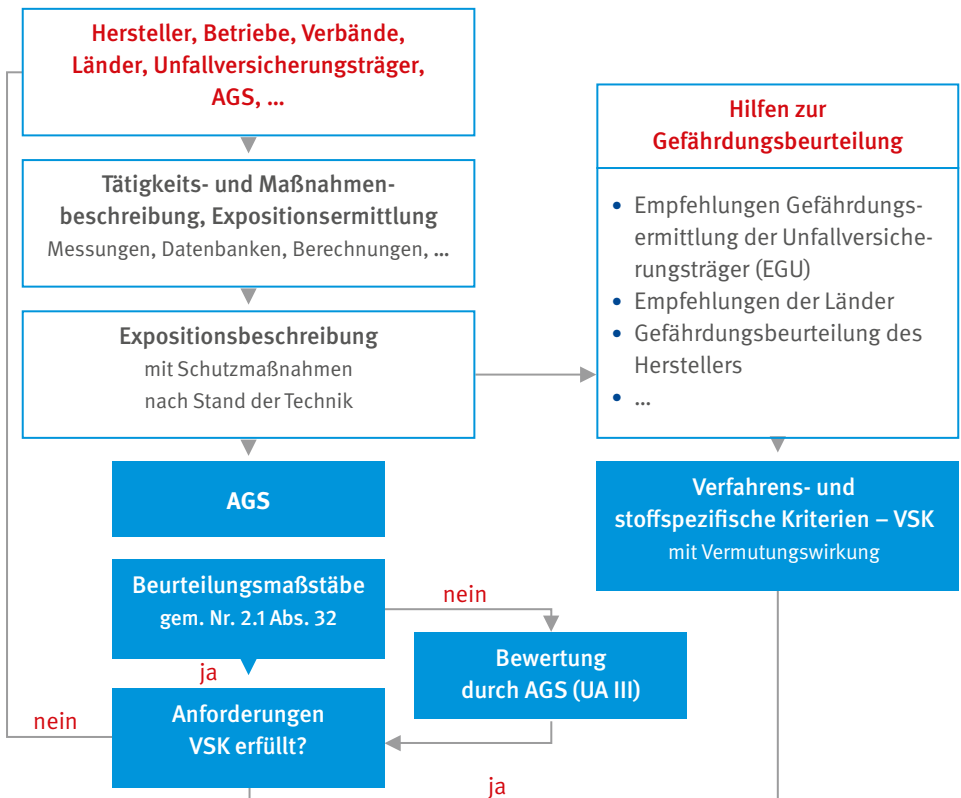 Hersteller, Betriebe, Verbände,
Länder, Unfallversicherungsträger,
AGS, ...
Tätigkeits- und Maßnahmen-
beschreibung, Expositionsermittlung
Messungen, Datenbanken, Berechnungen, ...
Expositionsbeschreibung
mit Schutzmaßnahmen
nach Stand der Technik
Hilfen zur
Gefährdungsbeurteilung
• Empfehlungen Gefährdungs-
ermittlung der Unfallversiche-
rungsträger (EGU)
• Empfehlungen der Länder
• Gefährdungsbeurteilung des
Herstellers
• ...
AGS
Verfahrens- und
stoffspezifische Kriterien – VSK
mit Vermutungswirkung
Beurteilungsmaßstäbe
gem. Nr. 2.1 Abs. 32
nein
ja
Bewertung
durch AGS (UA III)
nein
Anforderungen
VSK erfüllt?
ja